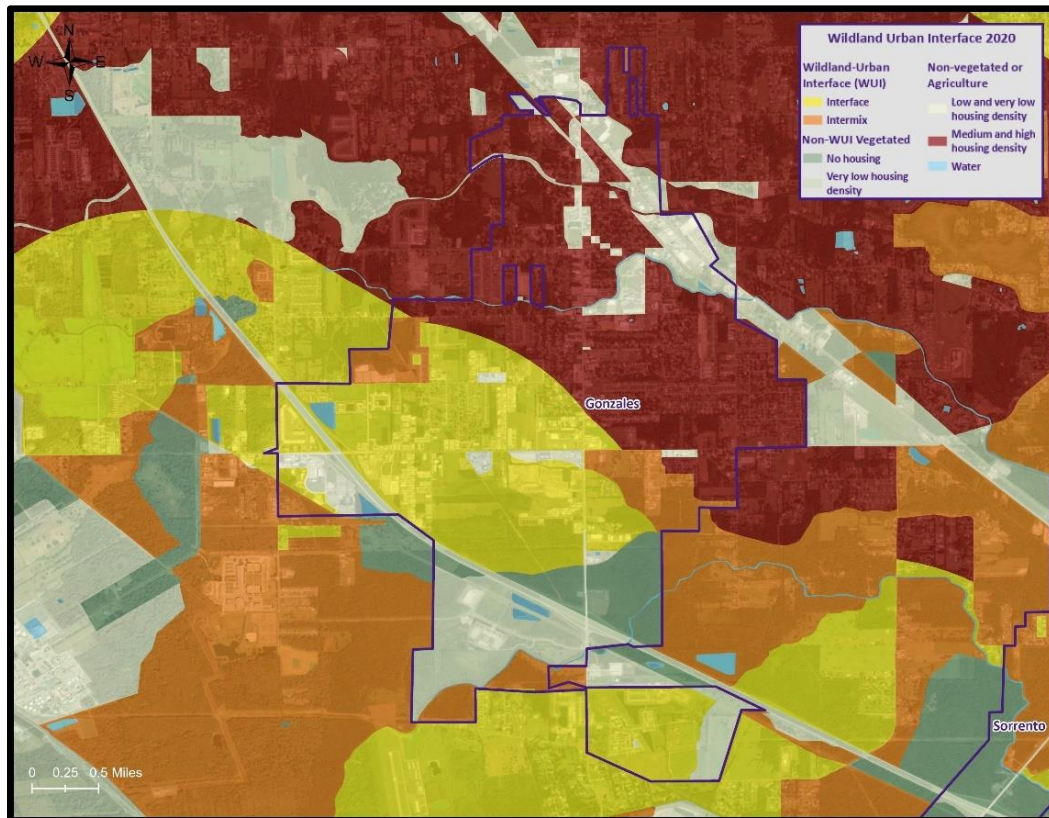 N
W E
S
Wildland Urban Interface 2020
Wildland-Urban
Interface (WUI)
Interface
Intermix
Non-WUI Vegetated
No housing
Very low housing
density
Non-vegetated or
Agriculture
Low and very low
housing density
Medium and high
housing density
Water
Gonzales
Sorrento
0 0.25 0.5 Miles